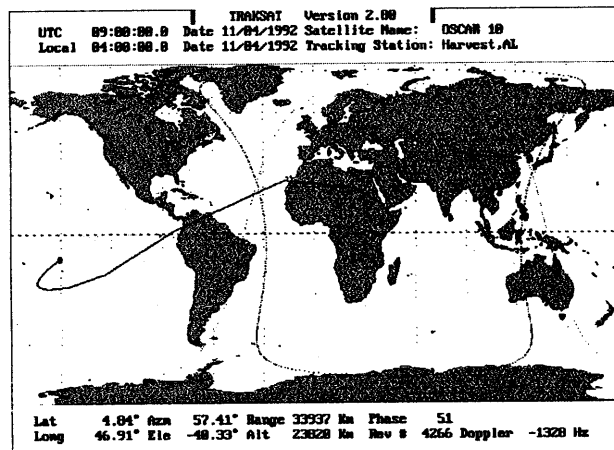 TRAKSAT Version 2.00
UTC 09:00:00.0 Date 11/04/1992 Satellite Name: OSCAR 10
Local 04:00:00.0 Date 11/04/1992 Tracking Station: Harvest,AL
Lat 4.04° Azm 57.41° Range 33937 Km Phase 51
Long 46.91° Ele -40.33° Alt 23820 Km Rev # 4266 Doppler -1328 Hz